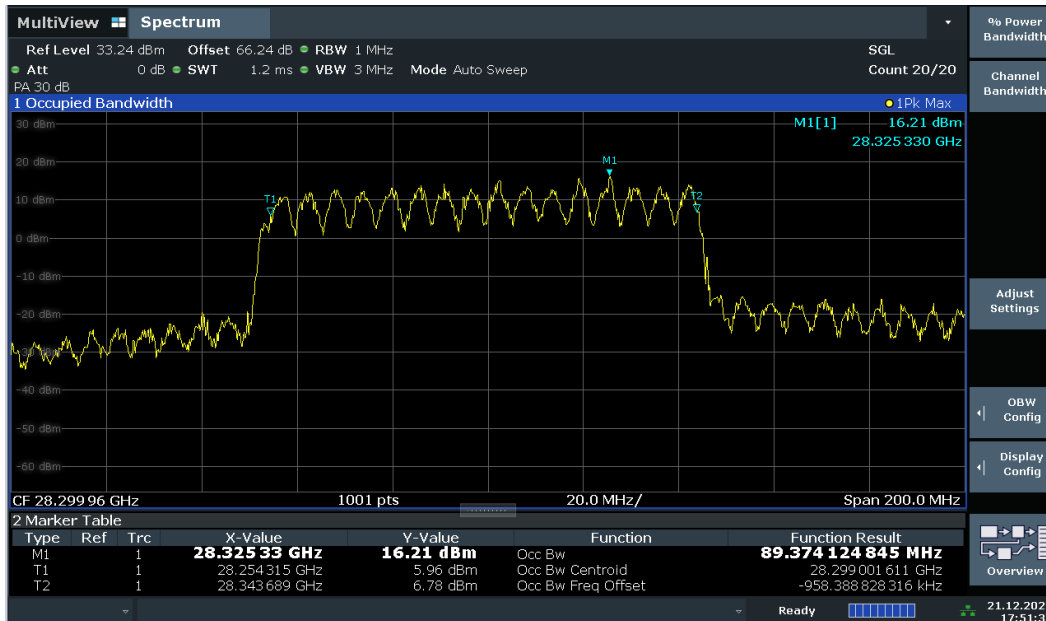 MultiView Spectrum
Ref Level 33.24 dBm Offset 66.24 dB RBW 1 MHz SGL
Att 0 dB SWT 1.2 ms VBW 3 MHz Mode Auto Sweep Count 20/20
PA 30 dB
1 Occupied Bandwidth 1Pk Max
M1[1] 16.21 dBm
28.325 330 GHz
30 dBm
20 dBm
10 dBm
0 dBm
-10 dBm
-20 dBm
-30 dBm
-40 dBm
-50 dBm
-60 dBm
M1
T1
T2
CF 28.299 96 GHz 1001 pts 20.0 MHz/ Span 200.0 MHz
2 Marker Table
Type Ref Trc X-Value Y-Value Function Function Result
M1 1 28.325 33 GHz 16.21 dBm Occ Bw 89.374 124 845 MHz
T1 1 28.254 315 GHz 5.96 dBm Occ Bw Centroid 28.299 001 611 GHz
T2 1 28.343 689 GHz 6.78 dBm Occ Bw Freq Offset -958.388 828 316 kHz
Ready
21.12.202
17:51:3
% Power
Bandwidth
Channel
Bandwidth
Adjust
Settings
OBW
Config
Display
Config
Overview